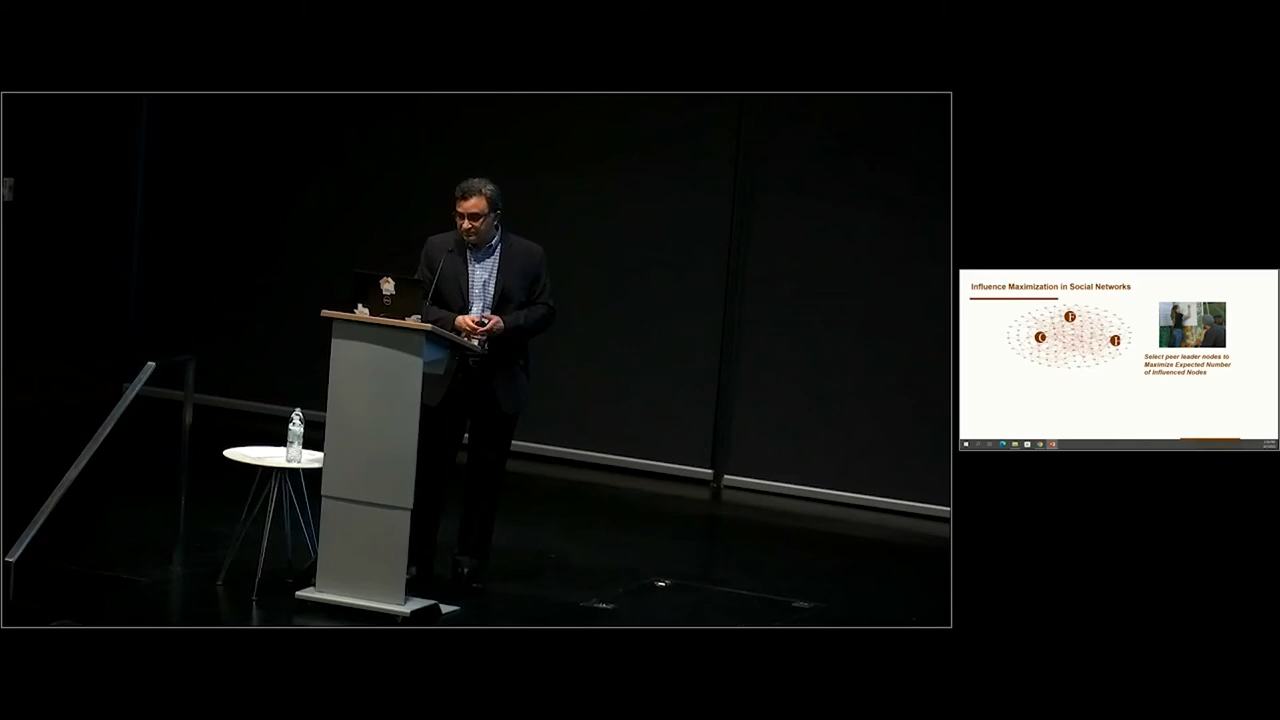 Influence Maximization in Social Networks
Select peer leader nodes to
Maximize Expected Number
of Influenced Nodes